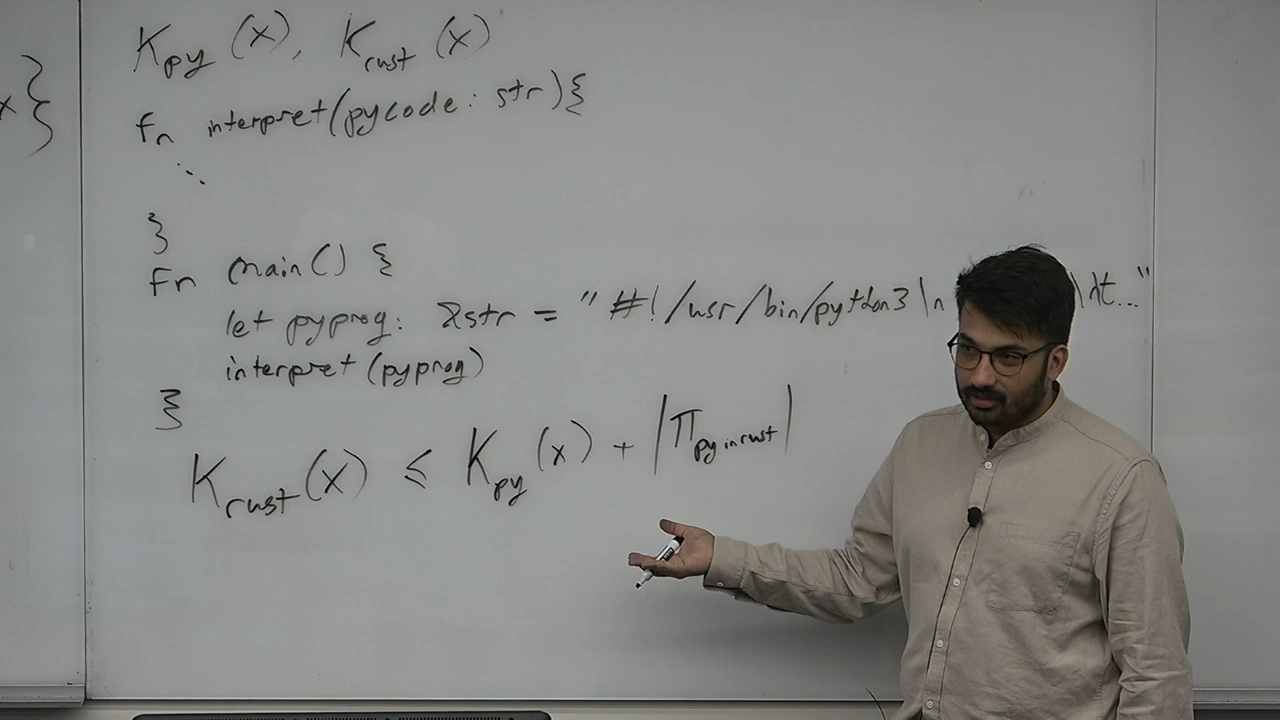 K_py (x), K_rust (x)
x}
fn interpret(pycode: str){
⋱
}
fn main() {
let pyprog: &str = "#!/usr/bin/python3 \n \t..."
interpret(pyprog)
}
K_rust(x) ≤ K_py(x) + |Π_py in rust|